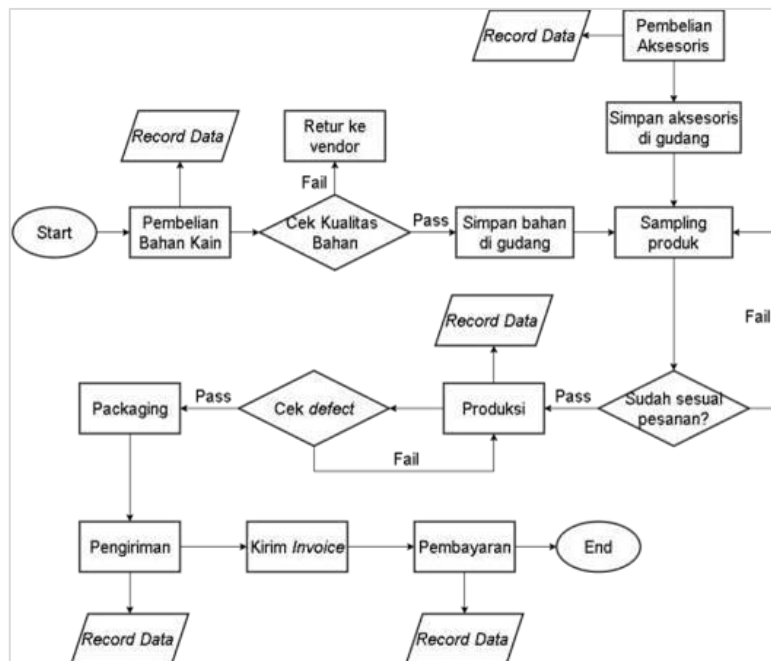 Record Data
Pembelian
Aksesoris
Record Data
Retur ke
vendor
Simpan aksesoris
di gudang
Fail
Start
Pembelian
Bahan Kain
Cek Kualitas
Bahan
Pass
Simpan bahan
di gudang
Sampling
produk
Record Data
Fail
Packaging
Pass
Cek defect
Produksi
Pass
Sudah sesuai
pesanan?
Fail
Pengiriman
Kirim Invoice
Pembayaran
End
Record Data
Record Data